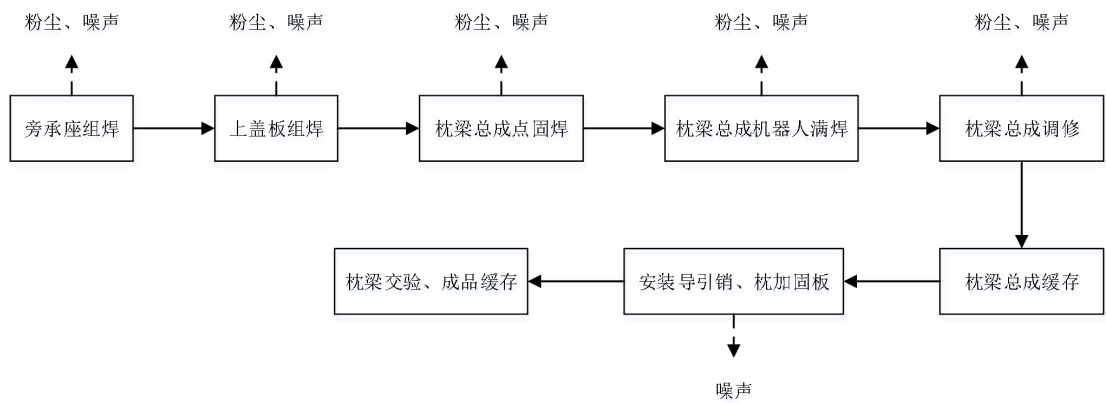 粉尘、噪声
粉尘、噪声
粉尘、噪声
粉尘、噪声
粉尘、噪声
旁承座组焊
上盖板组焊
枕梁总成点固焊
枕梁总成机器人满焊
枕梁总成调修
枕梁交验、成品缓存
安装导引销、枕加固板
枕梁总成缓存
噪声